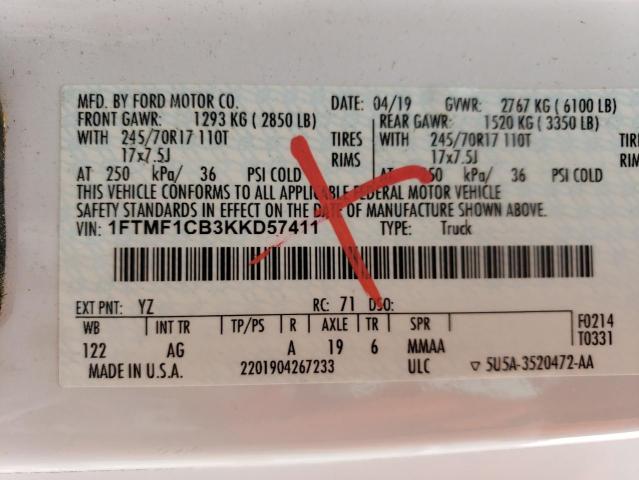 MFD. BY FORD MOTOR CO. DATE: 04/19 GVWR: 2767 KG (6100 LB)
FRONT GAWR: 1293 KG (2850 LB) REAR GAWR: 1520 KG (3350 LB)
WITH 245/70R17 110T TIRES WITH 245/70R17 110T
17x7.5J RIMS 17x7.5J
AT 250 kPa/ 36 PSI COLD AT 250 kPa/ 36 PSI COLD
THIS VEHICLE CONFORMS TO ALL APPLICABLE FEDERAL MOTOR VEHICLE
SAFETY STANDARDS IN EFFECT ON THE DATE OF MANUFACTURE SHOWN ABOVE.
VIN: 1FTMF1CB3KKD57411 TYPE: Truck
EXT PNT: YZ RC: 71 DSO:
WB INT TR TP/PS R AXLE TR SPR F0214
122 AG A 19 6 MMAA T0331
MADE IN U.S.A. 2201904267233 ULC ▽ 5U5A-3520472-AA